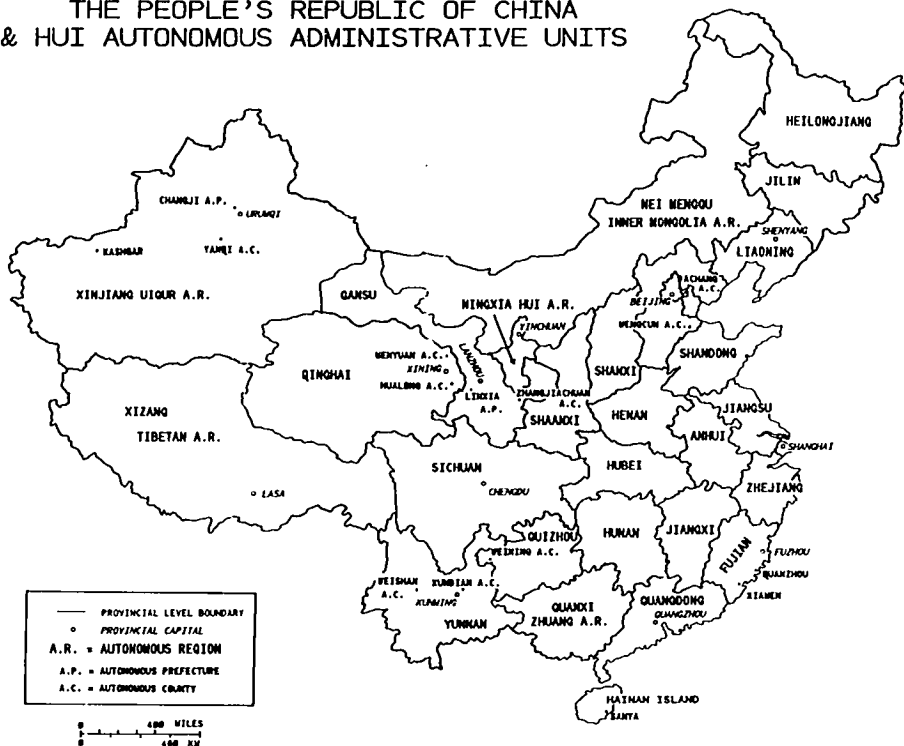 THE PEOPLE'S REPUBLIC OF CHINA
& HUI AUTONOMOUS ADMINISTRATIVE UNITS
HEILONGJIANG
JILIN
CHANGJI A.P.
URUMQI
NEI MENGGU
INNER MONGOLIA A.R.
SHENYANG
LIAONING
KASHGAR
YANQI A.C.
XINJIANG UIGUR A.R.
GANSU
DACHANG
A.C.
BEIJING
NINGXIA HUI A.R.
YINCHUAN
MENGCUN A.C.
SHANDONG
MENYUAN A.C.
LANZHOU
XINING
QINGHAI
SHANXI
HUALONG A.C.
LINXIA
A.P.
ZHANGJIACHUAN
A.C.
SHAANXI
HENAN
JIANGSU
XIZANG
TIBETAN A.R.
ANHUI
SHANGHAI
SICHUAN
HUBEI
CHENGDU
ZHEJIANG
LASA
GUIZHOU
HUNAN
JIANGXI
FUJIAN
FUZHOU
WEINING A.C.
QUANZHOU
WEISHAN
A.C.
XUNDIAN A.C.
XIAMEN
KUNMING
YUNNAN
GUANXI
ZHUANG A.R.
GUANGDONG
GUANGZHOU
PROVINCIAL LEVEL BOUNDARY
PROVINCIAL CAPITAL
A.R. = AUTONOMOUS REGION
A.P. = AUTONOMOUS PREFECTURE
A.C. = AUTONOMOUS COUNTY
HAINAN ISLAND
SANYA
0 400 MILES
0 400 KM